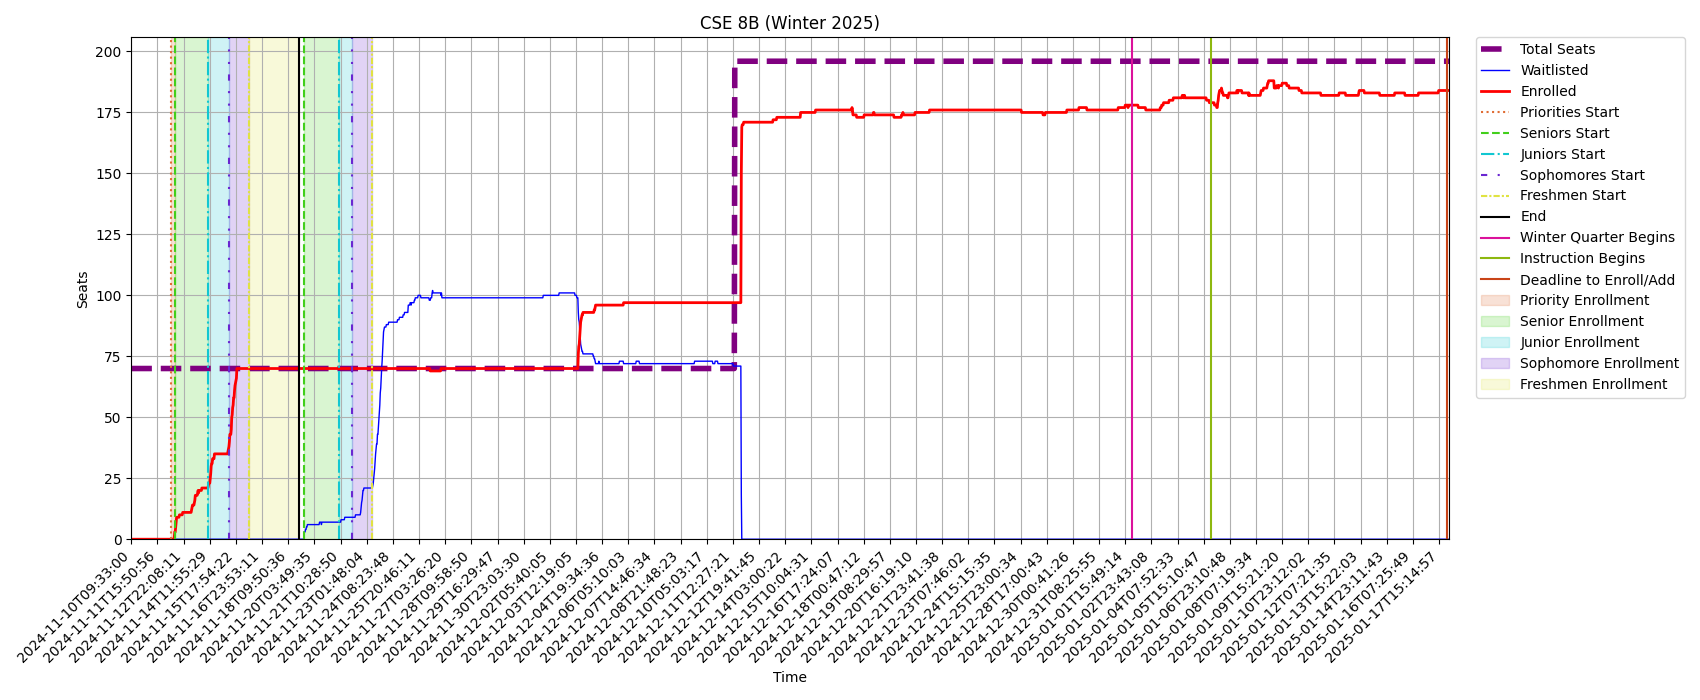 CSE 8B (Winter 2025)
Seats
200
175
150
125
100
75
50
25
0
2024-11-10T09:33:00
2024-11-11T15:50:56
2024-11-12T22:08:11
2024-11-14T11:55:29
2024-11-15T17:54:22
2024-11-16T23:53:11
2024-11-18T09:50:36
2024-11-20T03:49:35
2024-11-21T10:28:50
2024-11-23T01:48:04
2024-11-24T08:23:48
2024-11-25T20:46:11
2024-11-27T03:26:20
2024-11-28T09:58:50
2024-11-29T16:29:47
2024-11-30T23:03:30
2024-12-02T05:40:05
2024-12-03T12:19:05
2024-12-04T19:34:36
2024-12-06T05:10:03
2024-12-07T14:46:34
2024-12-08T21:48:23
2024-12-10T05:03:17
2024-12-11T12:27:21
2024-12-12T19:41:45
2024-12-14T03:00:22
2024-12-15T10:04:31
2024-12-16T17:24:07
2024-12-18T00:47:12
2024-12-19T08:29:57
2024-12-20T16:19:10
2024-12-21T23:41:38
2024-12-23T07:46:02
2024-12-24T15:15:35
2024-12-25T23:00:34
2024-12-28T17:00:43
2024-12-30T00:41:26
2024-12-31T08:25:55
2025-01-01T15:49:14
2025-01-02T23:43:08
2025-01-04T07:52:33
2025-01-05T15:10:47
2025-01-06T23:10:48
2025-01-08T07:19:34
2025-01-09T15:21:20
2025-01-10T23:12:02
2025-01-12T07:21:35
2025-01-13T15:22:03
2025-01-14T23:11:43
2025-01-16T07:25:49
2025-01-17T15:14:57
Time
Total Seats
Waitlisted
Enrolled
Priorities Start
Seniors Start
Juniors Start
Sophomores Start
Freshmen Start
End
Winter Quarter Begins
Instruction Begins
Deadline to Enroll/Add
Priority Enrollment
Senior Enrollment
Junior Enrollment
Sophomore Enrollment
Freshmen Enrollment